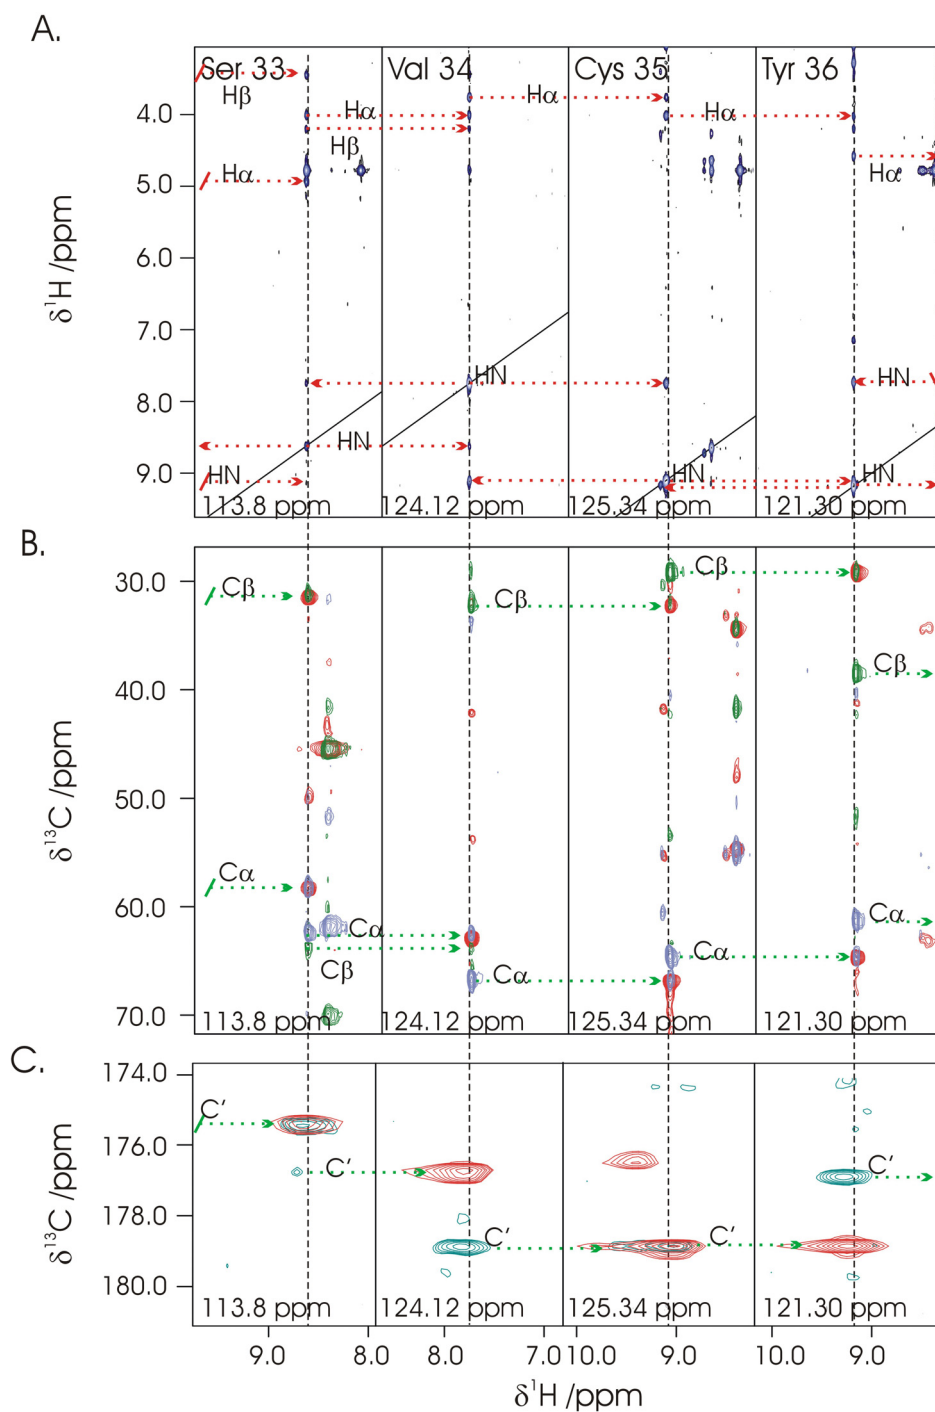 A.
Ser 33 Val 34 Cys 35 Tyr 36
Hβ Hα Hα Hα
4.0
Hβ
Hα Hα
5.0
6.0
7.0
HN HN
8.0
HN
HN HN HN
9.0
113.8 ppm 124.12 ppm 125.34 ppm 121.30 ppm
δ¹H /ppm
B.
30.0
Cβ Cβ Cβ
40.0
Cβ
50.0
Cα
60.0
Cα Cα
Cβ Cα Cα
70.0
113.8 ppm 124.12 ppm 125.34 ppm 121.30 ppm
δ¹³C /ppm
C.
174.0
C′
176.0
C′ C′
178.0
C′ C′
180.0
113.8 ppm 124.12 ppm 125.34 ppm 121.30 ppm
δ¹³C /ppm
9.0 8.0 8.0 7.0 10.0 9.0 10.0 9.0
δ¹H /ppm